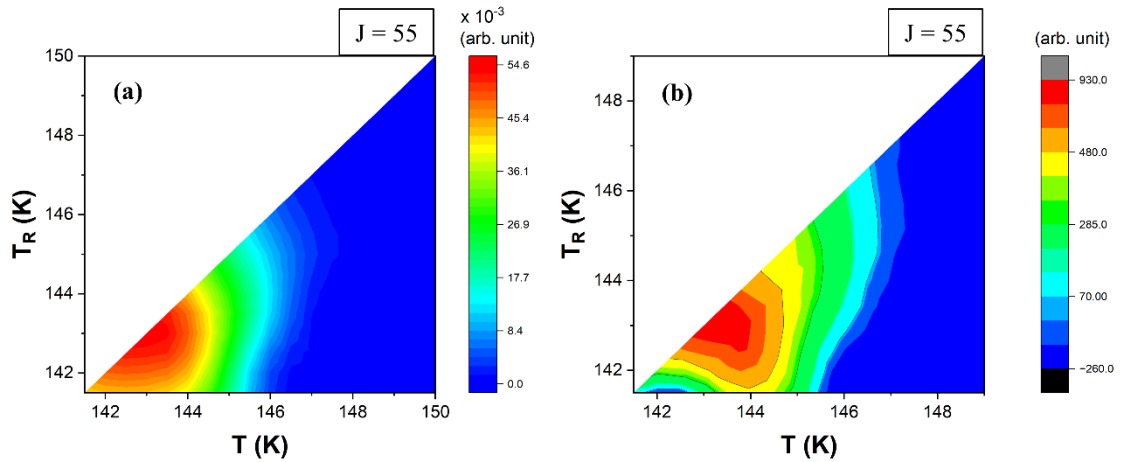 J = 55
x 10⁻³
(arb. unit)
(a)
150
148
146
144
142
T_R (K)
142
144
146
148
150
T (K)
54.6
45.4
36.1
26.9
17.7
8.4
0.0
J = 55
(arb. unit)
(b)
148
146
144
142
T_R (K)
142
144
146
148
T (K)
930.0
480.0
285.0
70.00
-260.0